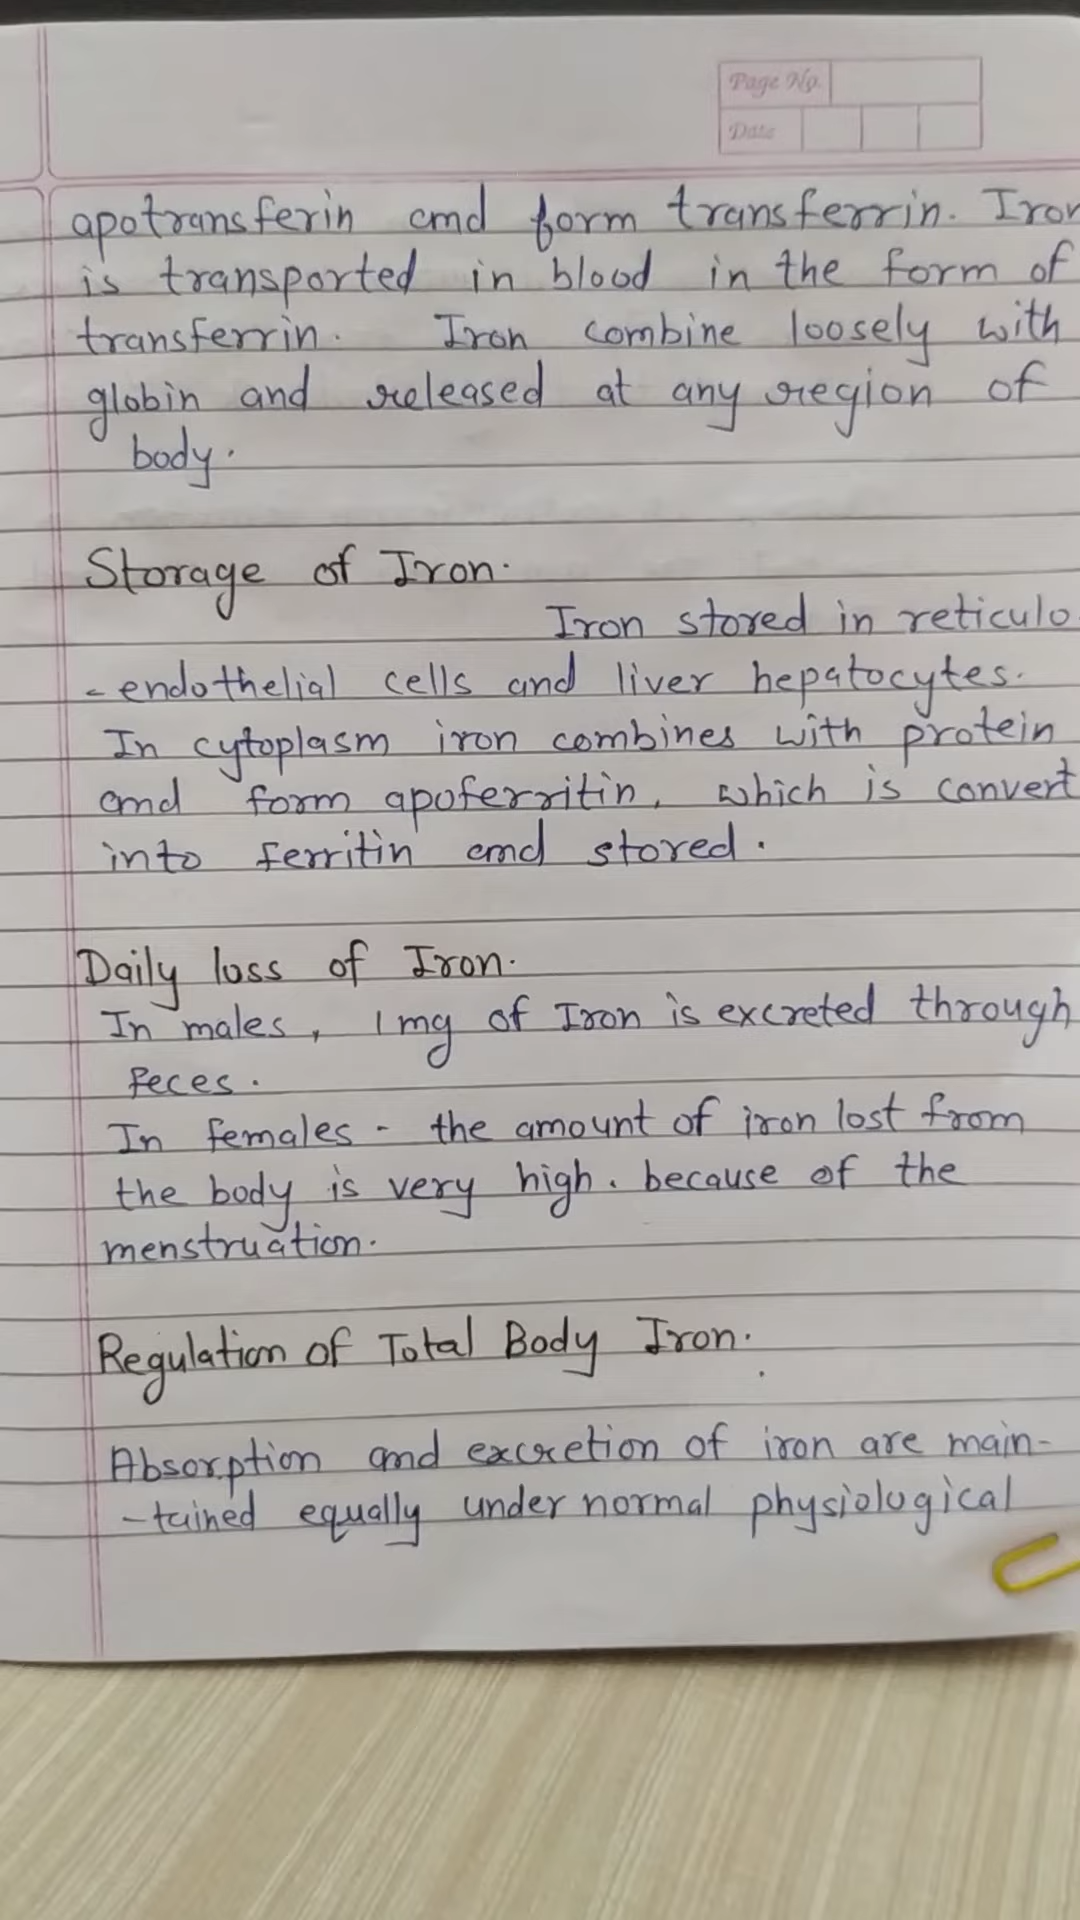 Page No.
Date
apotransferin and form transferrin. Iron
is transported in blood in the form of
transferrin. Iron combine loosely with
globin and released at any region of
body.
Storage of Iron.
Iron stored in reticulo
- endothelial cells and liver hepatocytes.
In cytoplasm iron combines with protein
and form apoferritin, which is convert
into ferritin and stored.
Daily loss of Iron.
In males, 1mg of Iron is excreted through
feces.
In females - the amount of iron lost from
the body is very high. because of the
menstruation.
Regulation of Total Body Iron.
Absorption and excretion of iron are main-
-tained equally under normal physiological